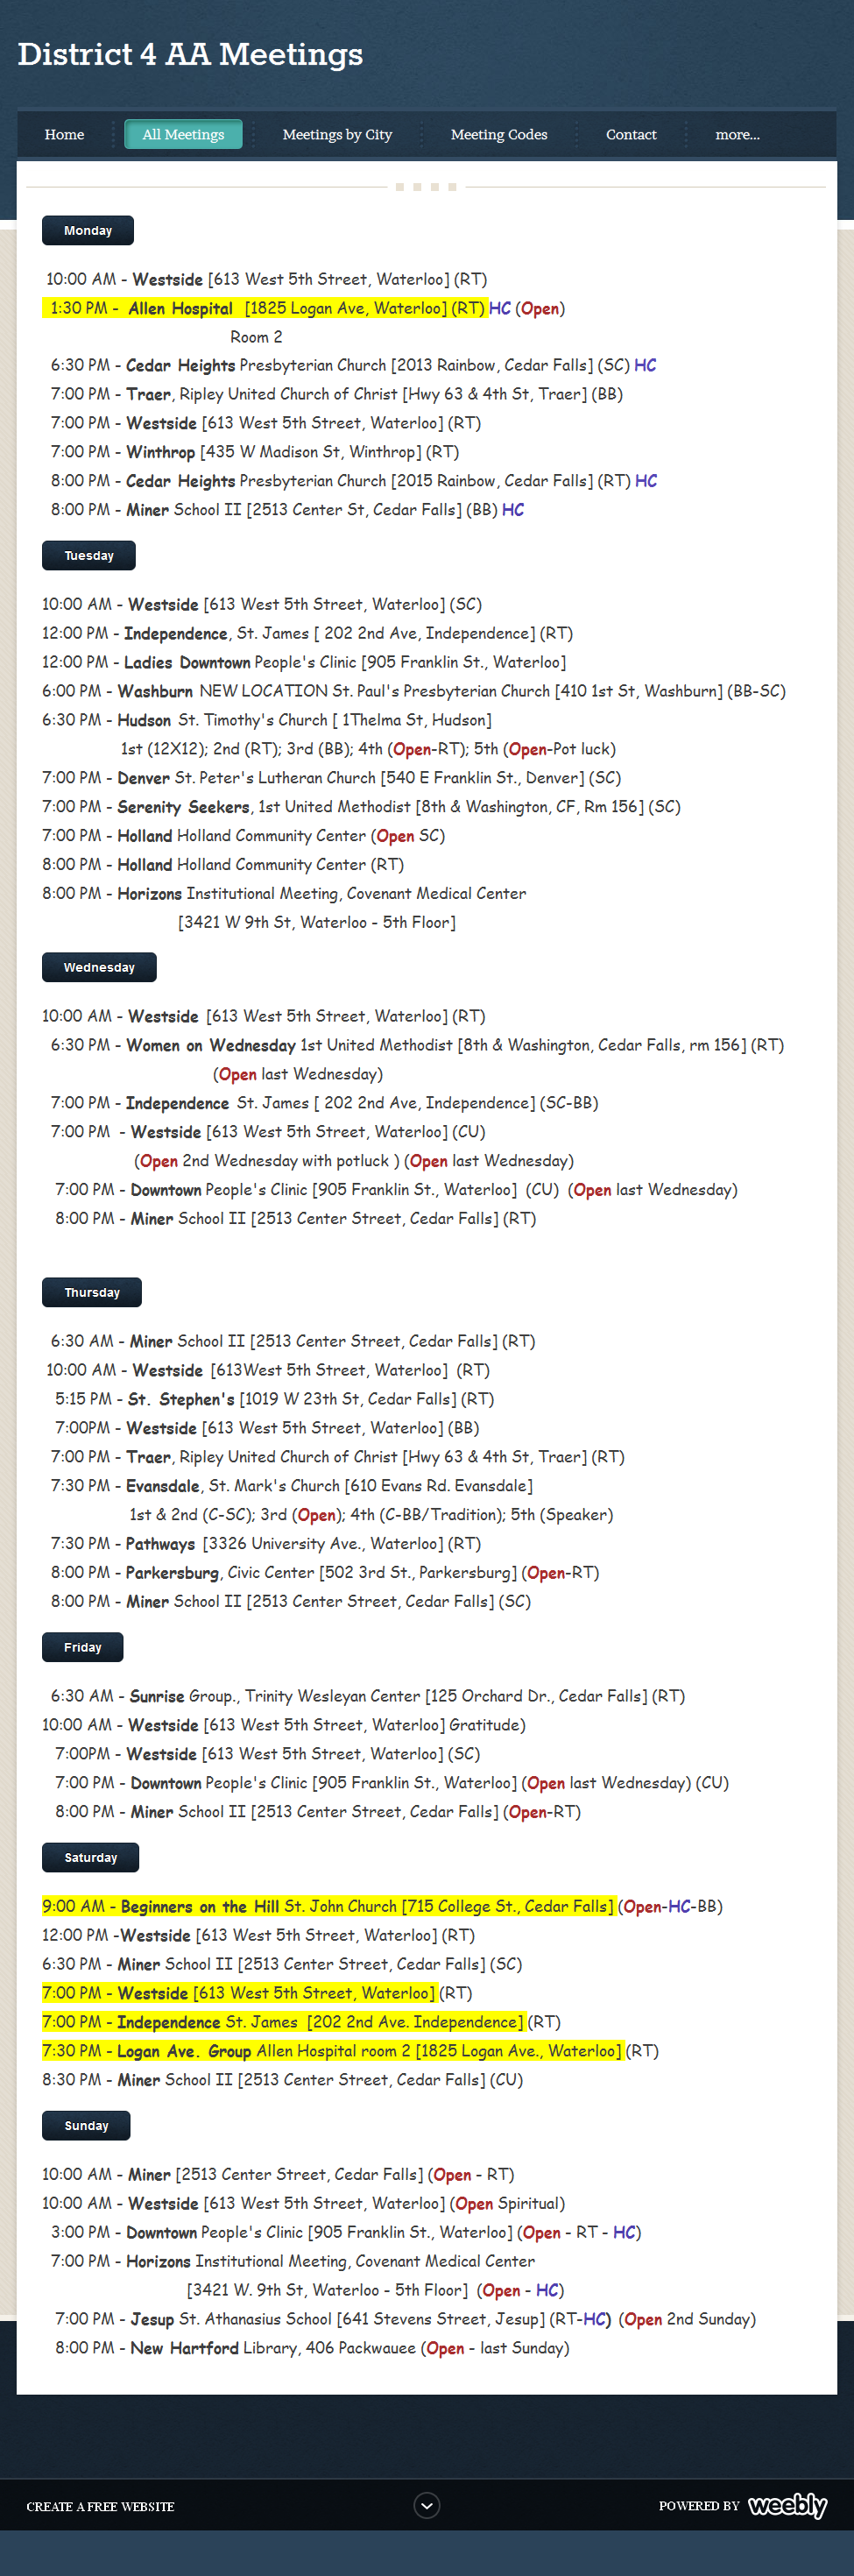 District 4 AA Meetings
Home
All Meetings
Meetings by City
Meeting Codes
Contact
more...
Monday
10:00 AM - Westside [613 West 5th Street, Waterloo] (RT)
1:30 PM - Allen Hospital [1825 Logan Ave, Waterloo] (RT) HC (Open)
Room 2
6:30 PM - Cedar Heights Presbyterian Church [2013 Rainbow, Cedar Falls] (SC) HC
7:00 PM - Traer, Ripley United Church of Christ [Hwy 63 & 4th St, Traer] (BB)
7:00 PM - Westside [613 West 5th Street, Waterloo] (RT)
7:00 PM - Winthrop [435 W Madison St, Winthrop] (RT)
8:00 PM - Cedar Heights Presbyterian Church [2015 Rainbow, Cedar Falls] (RT) HC
8:00 PM - Miner School II [2513 Center St, Cedar Falls] (BB) HC
Tuesday
10:00 AM - Westside [613 West 5th Street, Waterloo] (SC)
12:00 PM - Independence, St. James [ 202 2nd Ave, Independence] (RT)
12:00 PM - Ladies Downtown People's Clinic [905 Franklin St., Waterloo]
6:00 PM - Washburn NEW LOCATION St. Paul's Presbyterian Church [410 1st St, Washburn] (BB-SC)
6:30 PM - Hudson St. Timothy's Church [ 1Thelma St, Hudson]
1st (12X12); 2nd (RT); 3rd (BB); 4th (Open-RT); 5th (Open-Pot luck)
7:00 PM - Denver St. Peter's Lutheran Church [540 E Franklin St., Denver] (SC)
7:00 PM - Serenity Seekers, 1st United Methodist [8th & Washington, CF, Rm 156] (SC)
7:00 PM - Holland Holland Community Center (Open SC)
8:00 PM - Holland Holland Community Center (RT)
8:00 PM - Horizons Institutional Meeting, Covenant Medical Center
[3421 W 9th St, Waterloo - 5th Floor]
Wednesday
10:00 AM - Westside [613 West 5th Street, Waterloo] (RT)
6:30 PM - Women on Wednesday 1st United Methodist [8th & Washington, Cedar Falls, rm 156] (RT)
(Open last Wednesday)
7:00 PM - Independence St. James [ 202 2nd Ave, Independence] (SC-BB)
7:00 PM - Westside [613 West 5th Street, Waterloo] (CU)
(Open 2nd Wednesday with potluck ) (Open last Wednesday)
7:00 PM - Downtown People's Clinic [905 Franklin St., Waterloo] (CU) (Open last Wednesday)
8:00 PM - Miner School II [2513 Center Street, Cedar Falls] (RT)
Thursday
6:30 AM - Miner School II [2513 Center Street, Cedar Falls] (RT)
10:00 AM - Westside [613West 5th Street, Waterloo] (RT)
5:15 PM - St. Stephen's [1019 W 23th St, Cedar Falls] (RT)
7:00PM - Westside [613 West 5th Street, Waterloo] (BB)
7:00 PM - Traer, Ripley United Church of Christ [Hwy 63 & 4th St, Traer] (RT)
7:30 PM - Evansdale, St. Mark's Church [610 Evans Rd. Evansdale]
1st & 2nd (C-SC); 3rd (Open); 4th (C-BB/Tradition); 5th (Speaker)
7:30 PM - Pathways [3326 University Ave., Waterloo] (RT)
8:00 PM - Parkersburg, Civic Center [502 3rd St., Parkersburg] (Open-RT)
8:00 PM - Miner School II [2513 Center Street, Cedar Falls] (SC)
Friday
6:30 AM - Sunrise Group., Trinity Wesleyan Center [125 Orchard Dr., Cedar Falls] (RT)
10:00 AM - Westside [613 West 5th Street, Waterloo] Gratitude)
7:00PM - Westside [613 West 5th Street, Waterloo] (SC)
7:00 PM - Downtown People's Clinic [905 Franklin St., Waterloo] (Open last Wednesday) (CU)
8:00 PM - Miner School II [2513 Center Street, Cedar Falls] (Open-RT)
Saturday
9:00 AM - Beginners on the Hill St. John Church [715 College St., Cedar Falls] (Open-HC-BB)
12:00 PM -Westside [613 West 5th Street, Waterloo] (RT)
6:30 PM - Miner School II [2513 Center Street, Cedar Falls] (SC)
7:00 PM - Westside [613 West 5th Street, Waterloo] (RT)
7:00 PM - Independence St. James [202 2nd Ave. Independence] (RT)
7:30 PM - Logan Ave. Group Allen Hospital room 2 [1825 Logan Ave., Waterloo] (RT)
8:30 PM - Miner School II [2513 Center Street, Cedar Falls] (CU)
Sunday
10:00 AM - Miner [2513 Center Street, Cedar Falls] (Open - RT)
10:00 AM - Westside [613 West 5th Street, Waterloo] (Open Spiritual)
3:00 PM - Downtown People's Clinic [905 Franklin St., Waterloo] (Open - RT - HC)
7:00 PM - Horizons Institutional Meeting, Covenant Medical Center
[3421 W. 9th St, Waterloo - 5th Floor] (Open - HC)
7:00 PM - Jesup St. Athanasius School [641 Stevens Street, Jesup] (RT-HC) (Open 2nd Sunday)
8:00 PM - New Hartford Library, 406 Packwauee (Open - last Sunday)
CREATE A FREE WEBSITE
POWERED BY weebly